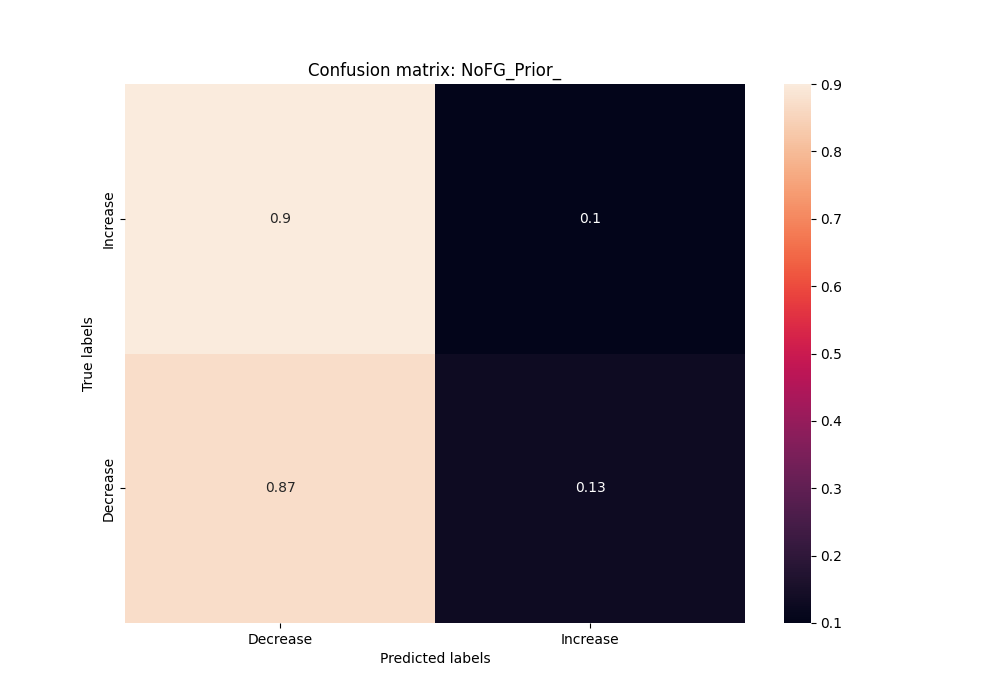 Confusion matrix: NoFG_Prior_
True labels
Increase
Decrease
0.9
0.1
0.87
0.13
Decrease
Increase
Predicted labels
0.9
0.8
0.7
0.6
0.5
0.4
0.3
0.2
0.1